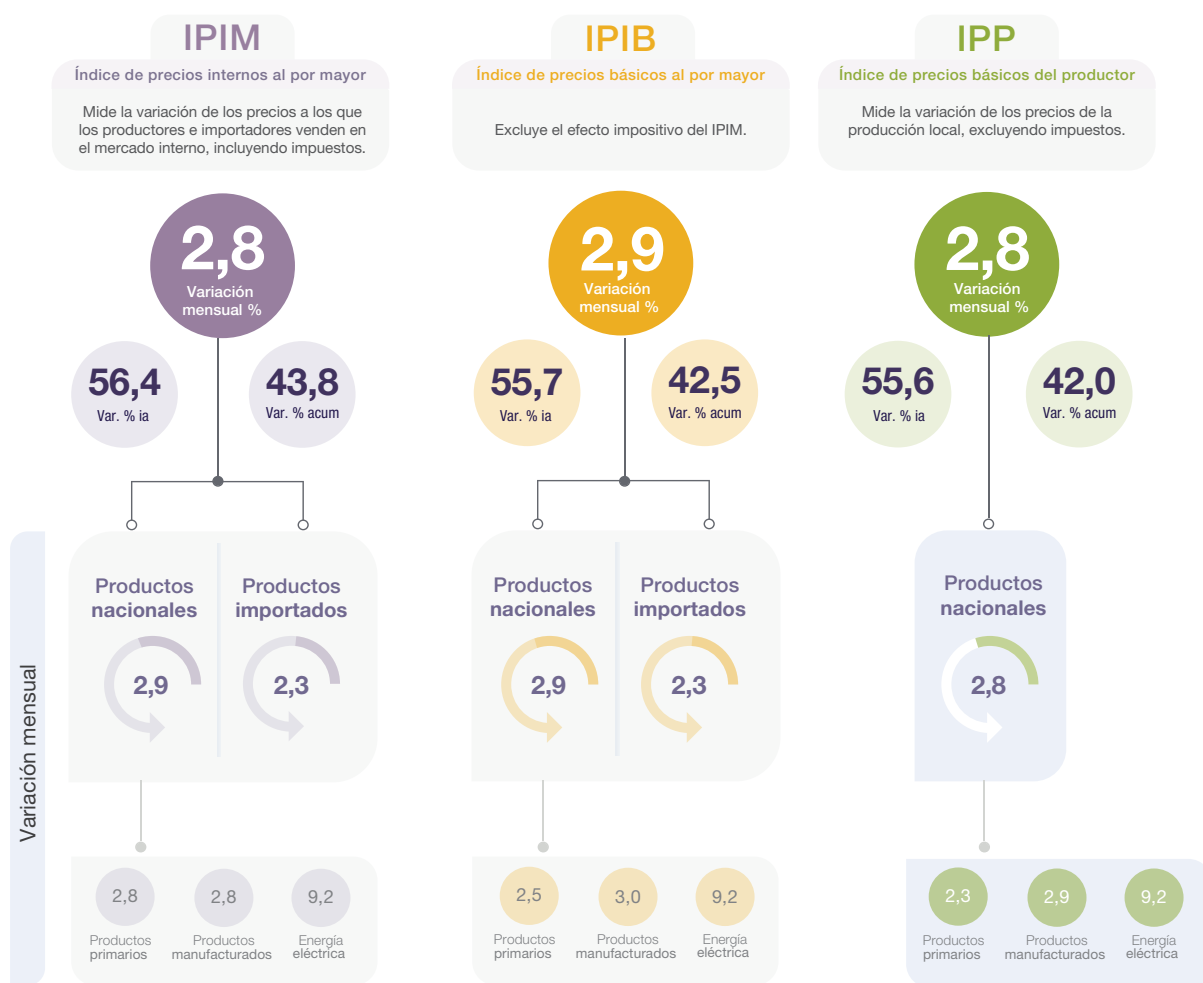 IPIM
Índice de precios internos al por mayor
Mide la variación de los precios a los que
los productores e importadores venden en
el mercado interno, incluyendo impuestos.
2,8
Variación
mensual %
56,4
Var. % ia
43,8
Var. % acum
Productos
nacionales
2,9
Productos
importados
2,3
2,8
Productos
primarios
2,8
Productos
manufacturados
9,2
Energía
eléctrica
IPIB
Índice de precios básicos al por mayor
Excluye el efecto impositivo del IPIM.
2,9
Variación
mensual %
55,7
Var. % ia
42,5
Var. % acum
Productos
nacionales
2,9
Productos
importados
2,3
2,5
Productos
primarios
3,0
Productos
manufacturados
9,2
Energía
eléctrica
IPP
Índice de precios básicos del productor
Mide la variación de los precios de la
producción local, excluyendo impuestos.
2,8
Variación
mensual %
55,6
Var. % ia
42,0
Var. % acum
Productos
nacionales
2,8
2,3
Productos
primarios
2,9
Productos
manufacturados
9,2
Energía
eléctrica
Variación mensual